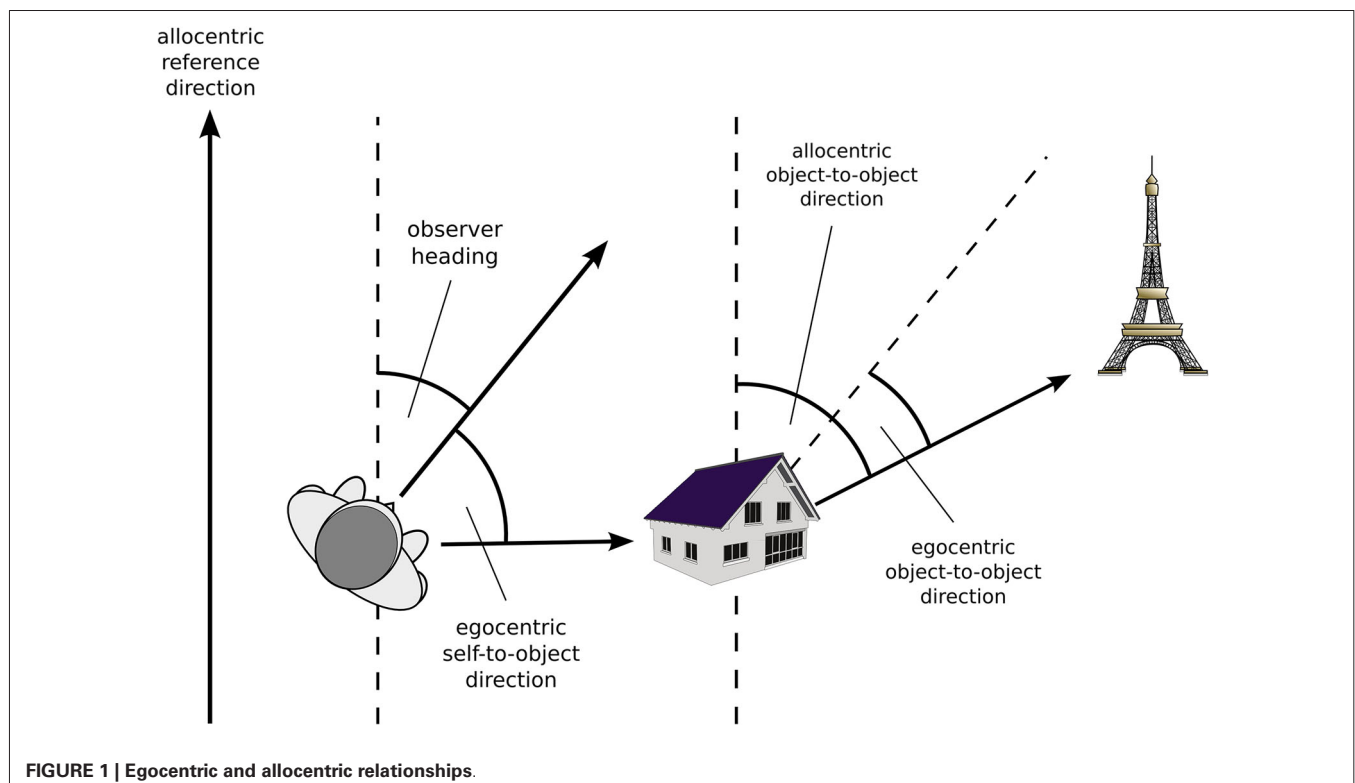 allocentric
reference
direction
observer
heading
allocentric
object-to-object
direction
egocentric
object-to-object
direction
egocentric
self-to-object
direction
FIGURE 1 | Egocentric and allocentric relationships.